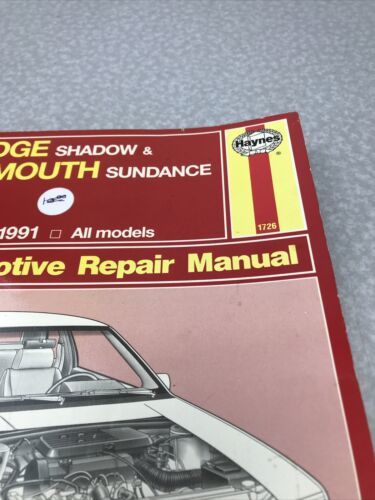 DGE SHADOW &
MOUTH SUNDANCE
1991 □ All models
otive Repair Manual
Haynes
®
1726